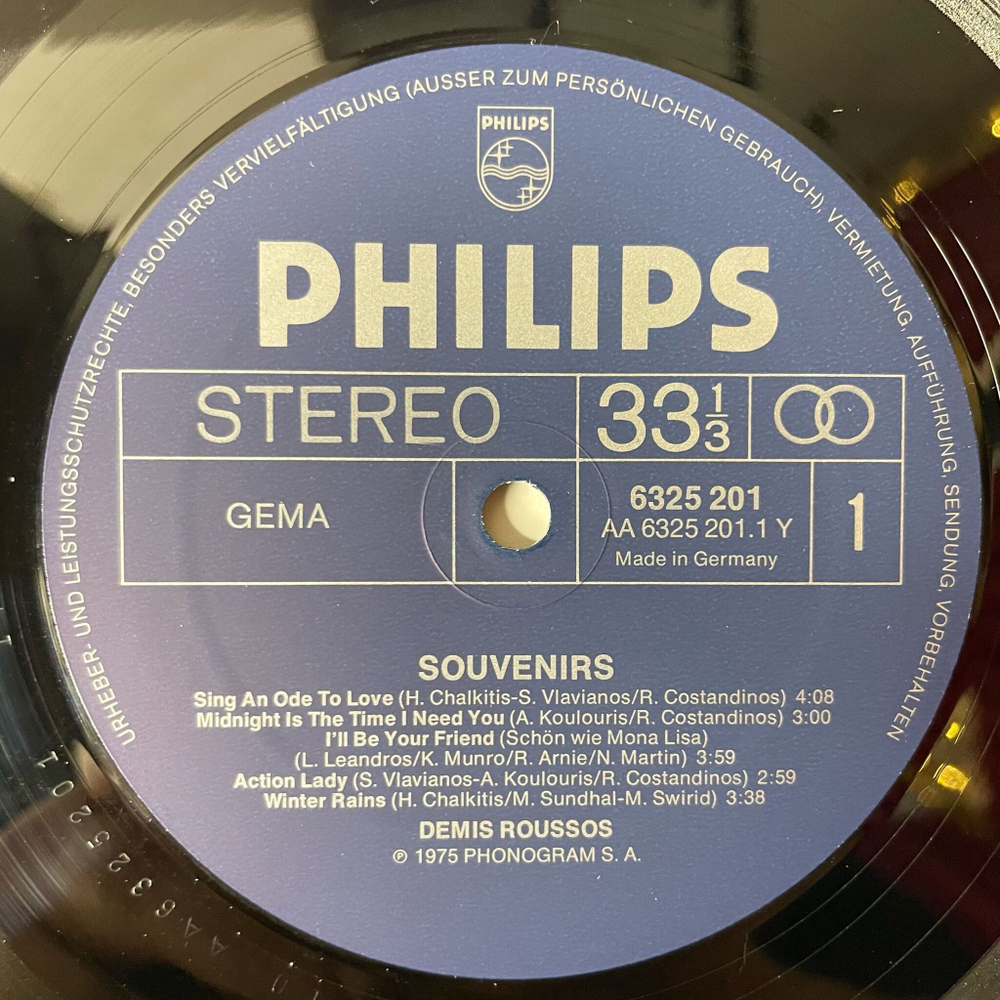 URHEBER- UND LEISTUNGSSCHUTZRECHTE, BESONDERS VERVIELFÄLTIGUNG (AUSSER ZUM PERSÖNLICHEN GEBRAUCH), VERMIETUNG, AUFFÜHRUNG, SENDUNG, VORBEHALTEN
PHILIPS
PHILIPS
STEREO 33 1/3
GEMA 6325 201 1
AA 6325 201.1 Y
Made in Germany
SOUVENIRS
Sing An Ode To Love (H. Chalkitis-S. Vlavianos/R. Costandinos) 4:08
Midnight Is The Time I Need You (A. Koulouris/R. Costandinos) 3:00
I'll Be Your Friend (Schön wie Mona Lisa)
(L. Leandros/K. Munro/R. Arnie/N. Martin) 3:59
Action Lady (S. Vlavianos-A. Koulouris/R. Costandinos) 2:59
Winter Rains (H. Chalkitis/M. Sundhal-M. Swirid) 3:38
DEMIS ROUSSOS
℗ 1975 PHONOGRAM S. A.
AA 6325201